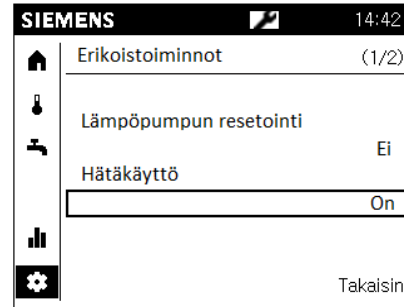 SIEMENS 14:42
Erikoistoiminnot (1/2)
Lämpöpumpun resetointi
Ei
Hätäkäyttö
On
Takaisin